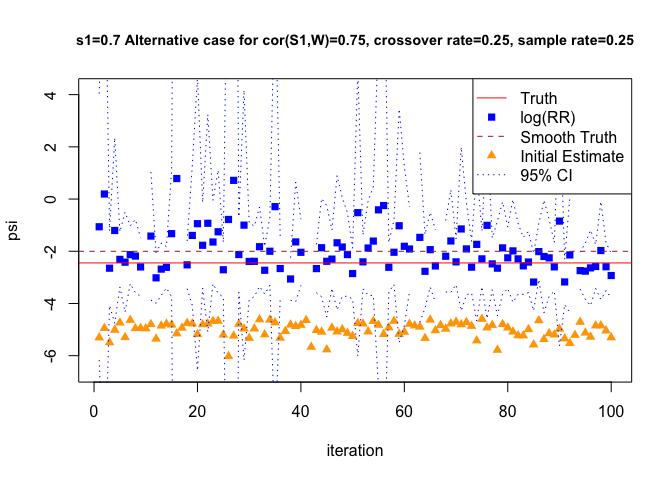 s1=0.7 Alternative case for cor(S1,W)=0.75, crossover rate=0.25, sample rate=0.25
Truth
log(RR)
Smooth Truth
Initial Estimate
95% CI
psi
4
2
0
-2
-4
-6
0 20 40 60 80 100
iteration